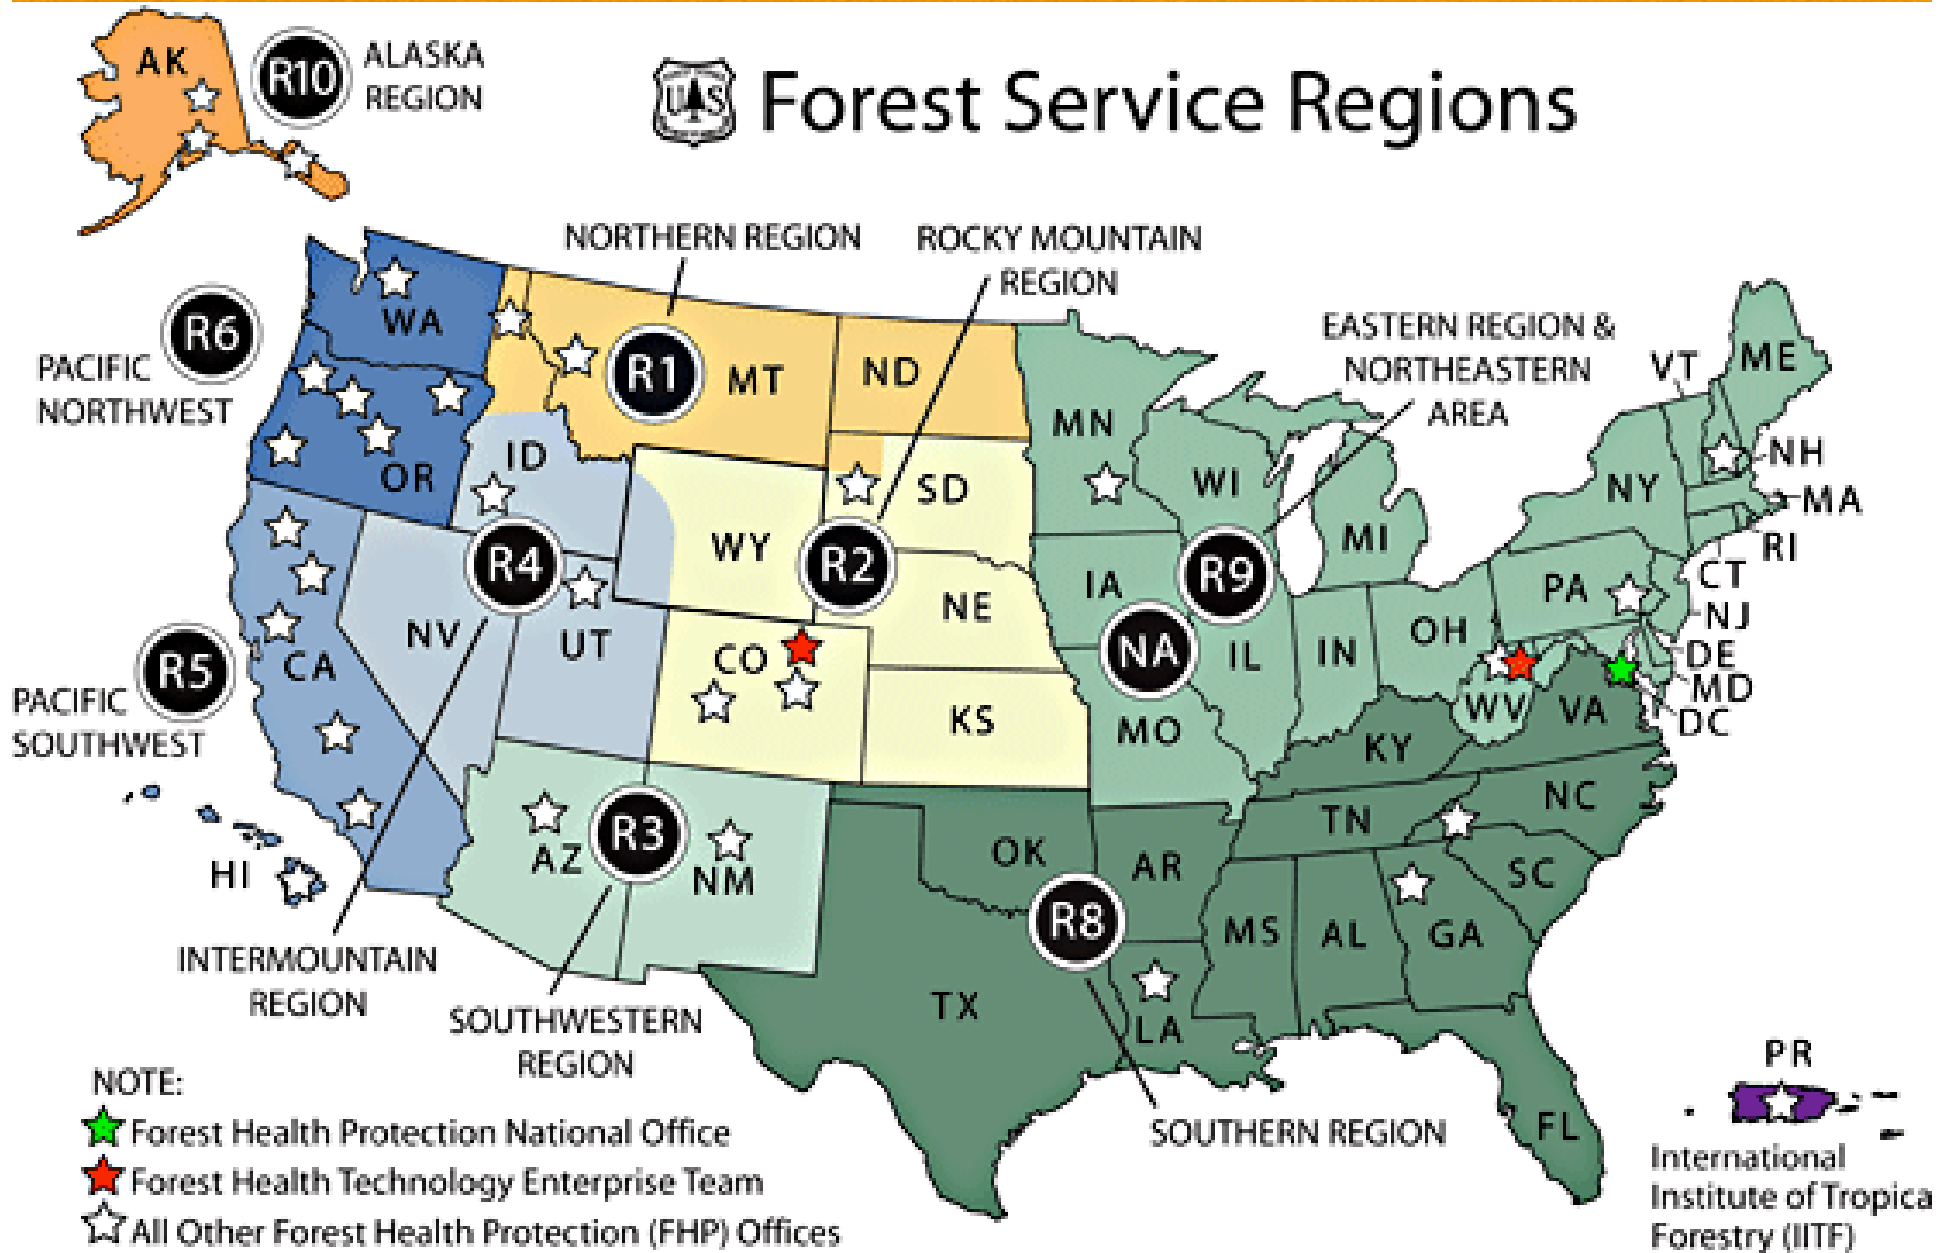 AK
R10
ALASKA
REGION
US
Forest Service Regions
NORTHERN REGION
ROCKY MOUNTAIN
REGION
EASTERN REGION &
NORTHEASTERN
AREA
R6
PACIFIC
NORTHWEST
WA
OR
R1
MT
ND
ID
SD
WY
R2
R4
NE
NV
UT
CO
KS
R5
PACIFIC
SOUTHWEST
CA
HI
AZ
R3
NM
INTERMOUNTAIN
REGION
SOUTHWESTERN
REGION
MN
WI
MI
IA
R9
NA
IL
IN
OH
MO
VT
ME
NH
NY
MA
RI
CT
PA
NJ
DE
MD
DC
WV
VA
KY
NC
TN
SC
OK
AR
R8
MS
AL
GA
TX
LA
FL
SOUTHERN REGION
PR
International
Institute of Tropica
Forestry (IITF)
NOTE:
Forest Health Protection National Office
Forest Health Technology Enterprise Team
All Other Forest Health Protection (FHP) Offices